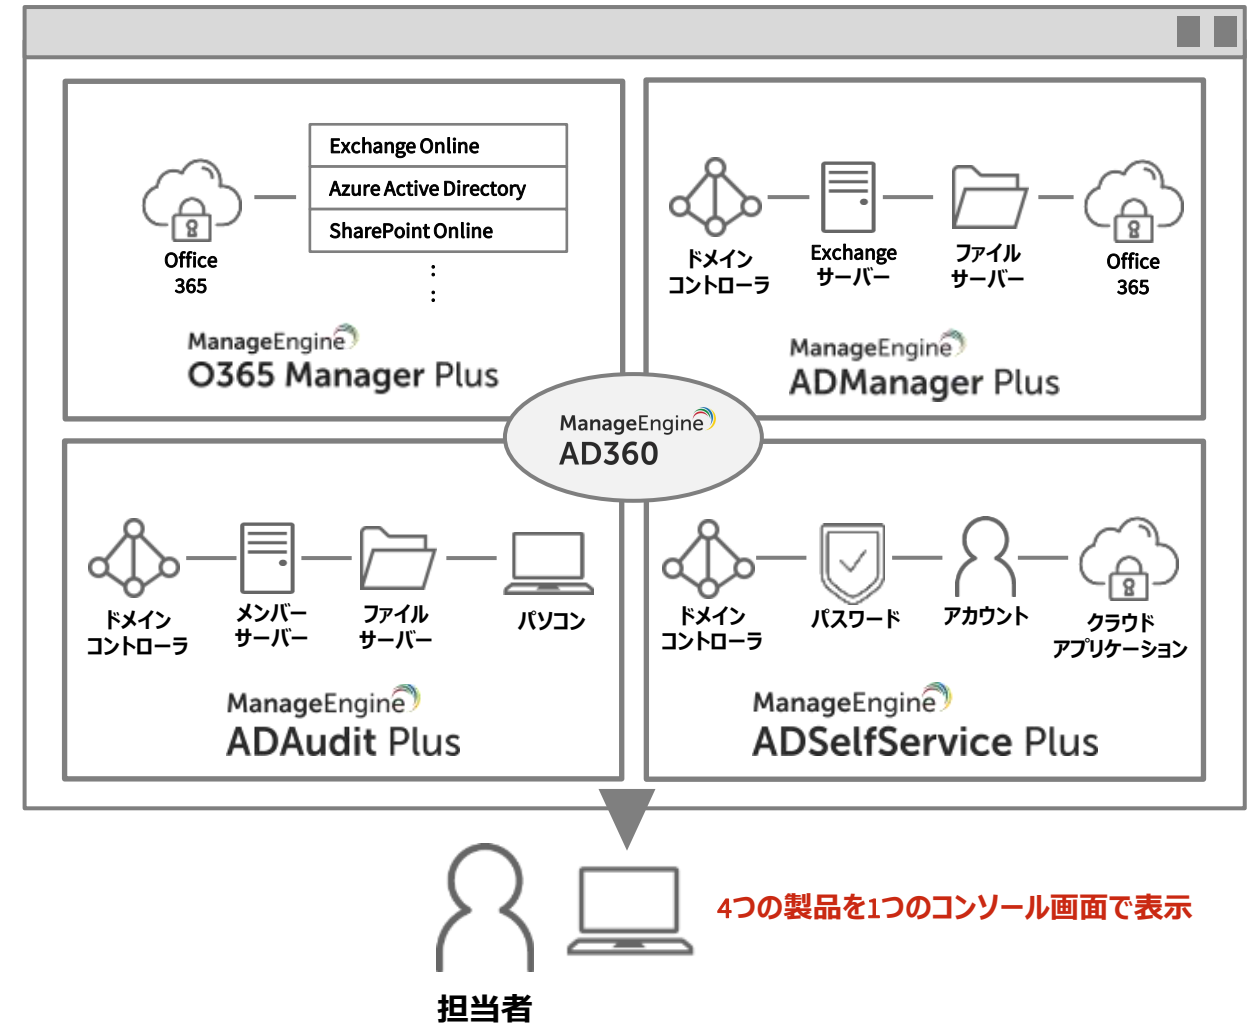 Exchange Online
Azure Active Directory
SharePoint Online
:
:
Office
365
ManageEngine
O365 Manager Plus
ドメイン
コントローラ
Exchange
サーバー
ファイル
サーバー
Office
365
ManageEngine
ADManager Plus
ManageEngine
AD360
ドメイン
コントローラ
メンバー
サーバー
ファイル
サーバー
パソコン
ManageEngine
ADAudit Plus
ドメイン
コントローラ
パスワード
アカウント
クラウド
アプリケーション
ManageEngine
ADSelfService Plus
4つの製品を1つのコンソール画面で表示
担当者